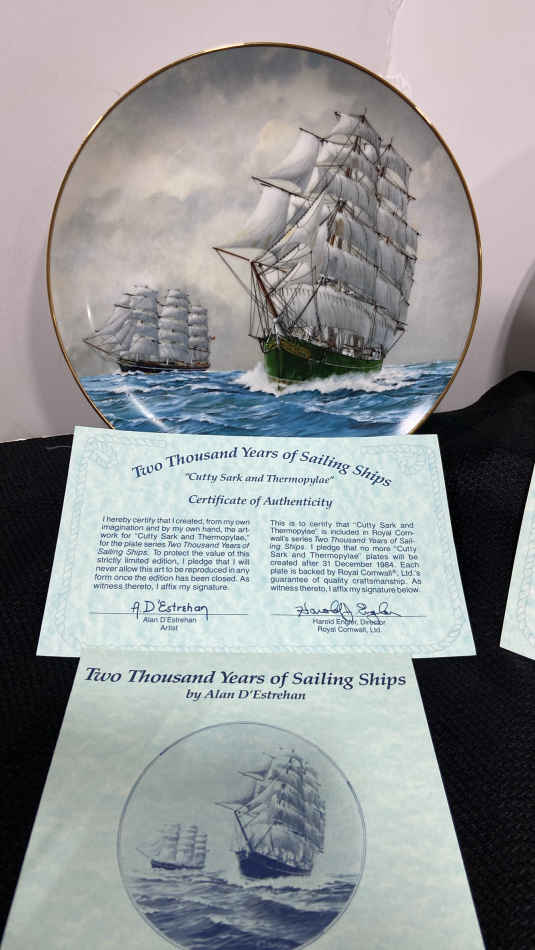 Two Thousand Years of Sailing Ships
"Cutty Sark and Thermopylae"
Certificate of Authenticity
I hereby certify that I created, from my own
imagination and by my own hand, the art-
work for "Cutty Sark and Thermopylae,"
for the plate series Two Thousand Years of
Sailing Ships. To protect the value of this
strictly limited edition, I pledge that I will
never allow this art to be reproduced in any
form once the edition has been closed. As
witness thereto, I affix my signature.
A D'Estrehan
Alan D'Estrehan
Artist
This is to certify that "Cutty Sark and
Thermopylae" is included in Royal Corn-
wall's series Two Thousand Years of Sail-
ing Ships. I pledge that no more "Cutty
Sark and Thermopylae" plates will be
created after 31 December 1984. Each
plate is backed by Royal Cornwall®, Ltd.'s
guarantee of quality craftsmanship. As
witness thereto, I affix my signature below.
Harold J. Engler
Harold Engler, Director
Royal Cornwall, Ltd.
Two Thousand Years of Sailing Ships
by Alan D'Estrehan